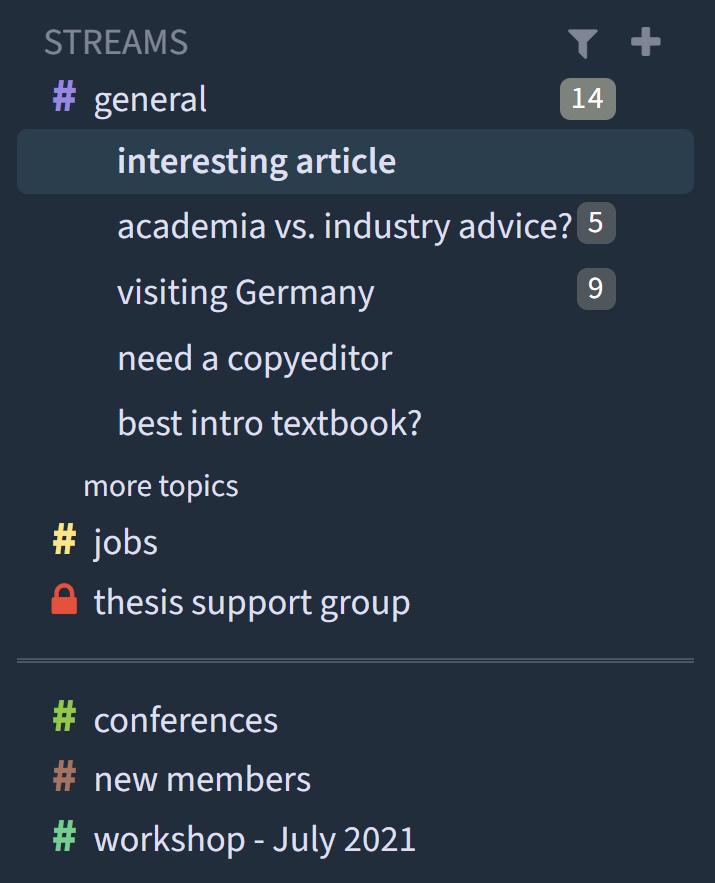 STREAMS
# general 14
interesting article
academia vs. industry advice? 5
visiting Germany 9
need a copyeditor
best intro textbook?
more topics
# jobs
thesis support group
# conferences
# new members
# workshop - July 2021